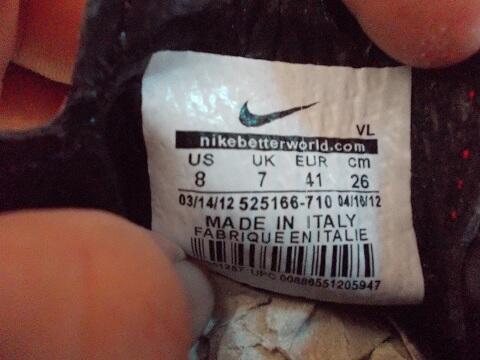 VL
nikebetterworld.com
US UK EUR cm
8 7 41 26
03/14/12 525166-710 04/16/12
MADE IN ITALY
FABRIQUE EN ITALIE
UPC 00886551205947